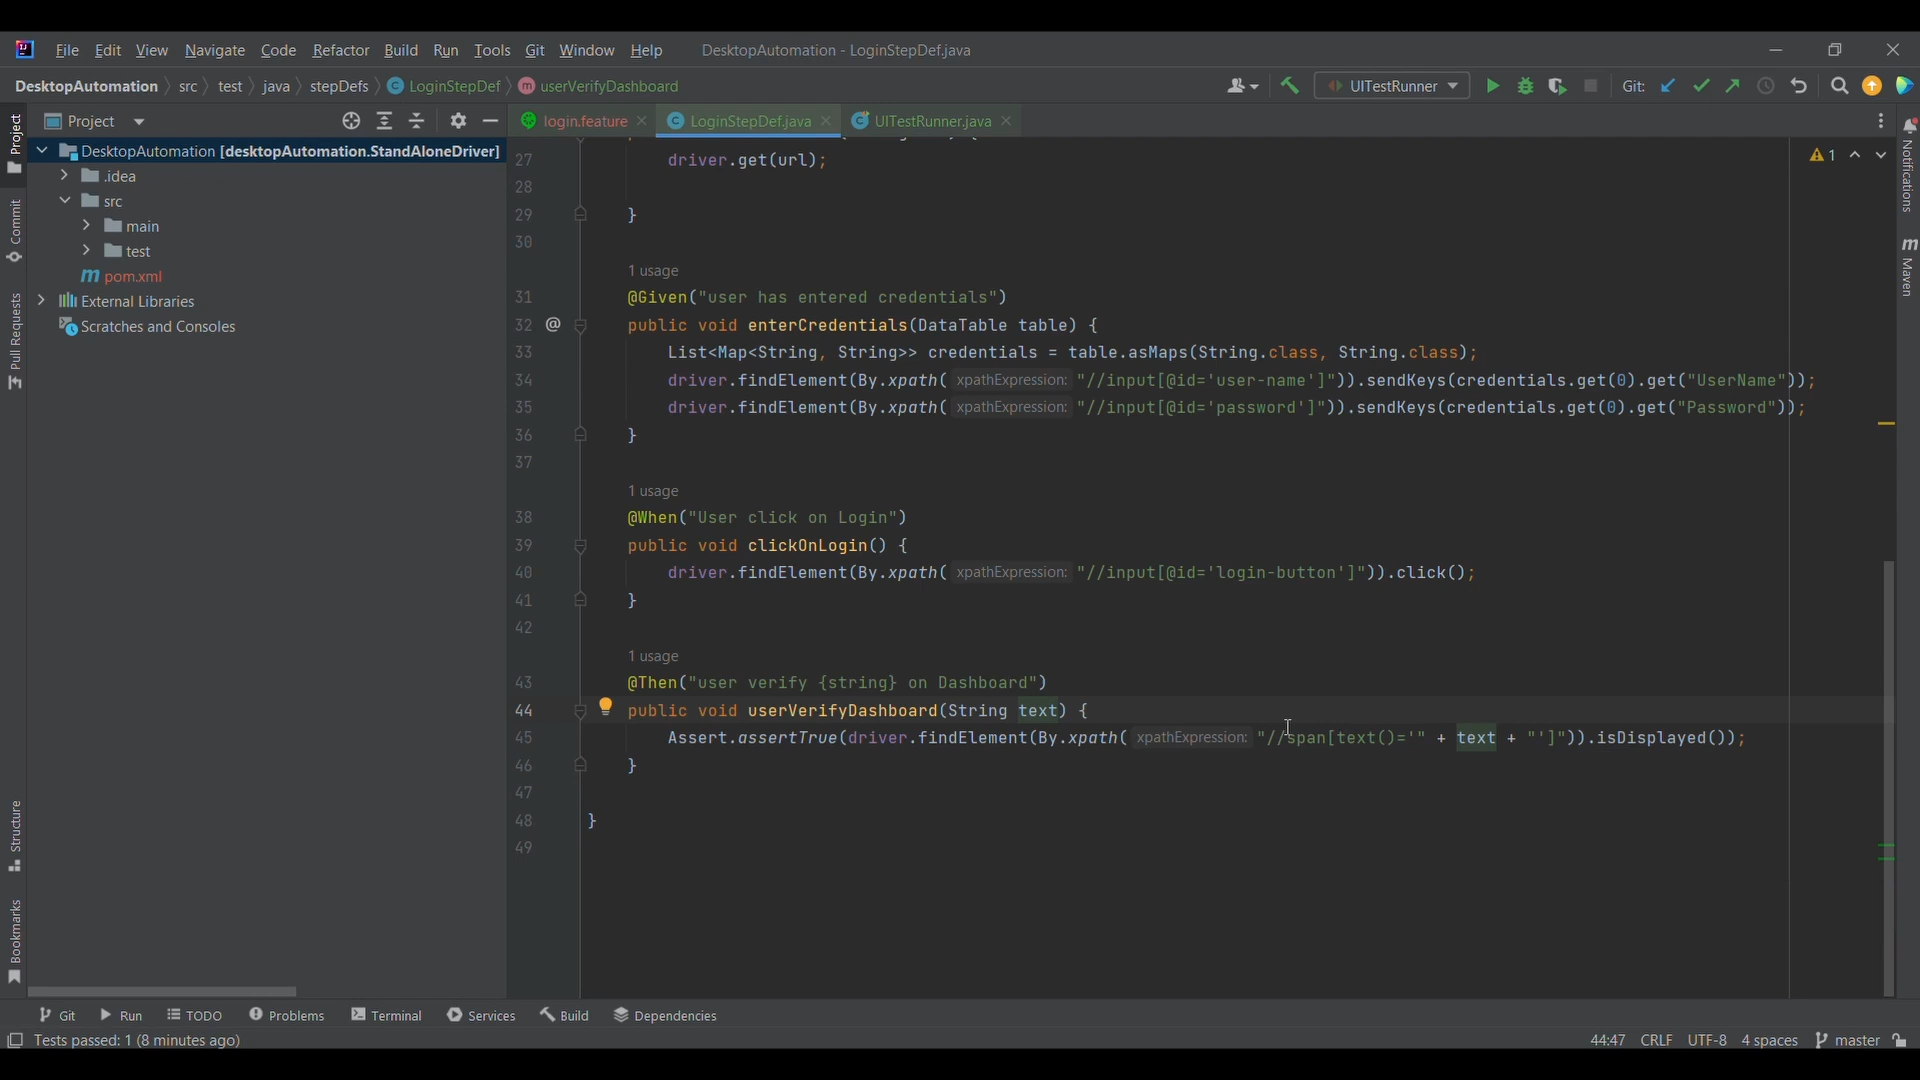 File Edit View Navigate Code Refactor Build Run Tools Git Window Help DesktopAutomation - LoginStepDef.java
DesktopAutomation src test java stepDefs LoginStepDef userVerifyDashboard UITestRunner Git:
Project login.feature LoginStepDef.java UITestRunner.java
DesktopAutomation [desktopAutomation.StandAloneDriver]
.idea
src
main
test
pom.xml
External Libraries
Scratches and Consoles
Project
Commit
Pull Requests
Structure
Bookmarks
27 driver.get(url);
28
29 }
30
1 usage
31 @Given("user has entered credentials")
32 @ public void enterCredentials(DataTable table) {
33 List<Map<String, String>> credentials = table.asMaps(String.class, String.class);
34 driver.findElement(By.xpath( xpathExpression: "//input[@id='user-name']")).sendKeys(credentials.get(0).get("UserName"));
35 driver.findElement(By.xpath( xpathExpression: "//input[@id='password']")).sendKeys(credentials.get(0).get("Password"));
36 }
37
1 usage
38 @When("User click on Login")
39 public void clickOnLogin() {
40 driver.findElement(By.xpath( xpathExpression: "//input[@id='login-button']")).click();
41 }
42
1 usage
43 @Then("user verify {string} on Dashboard")
44 public void userVerifyDashboard(String text) {
45 Assert.assertTrue(driver.findElement(By.xpath( xpathExpression: "//span[text()='" + text + "']")).isDisplayed());
46 }
47
48 }
49
1
Notifications
m Maven
Git Run TODO Problems Terminal Services Build Dependencies
Tests passed: 1 (8 minutes ago) 44:47 CRLF UTF-8 4 spaces master